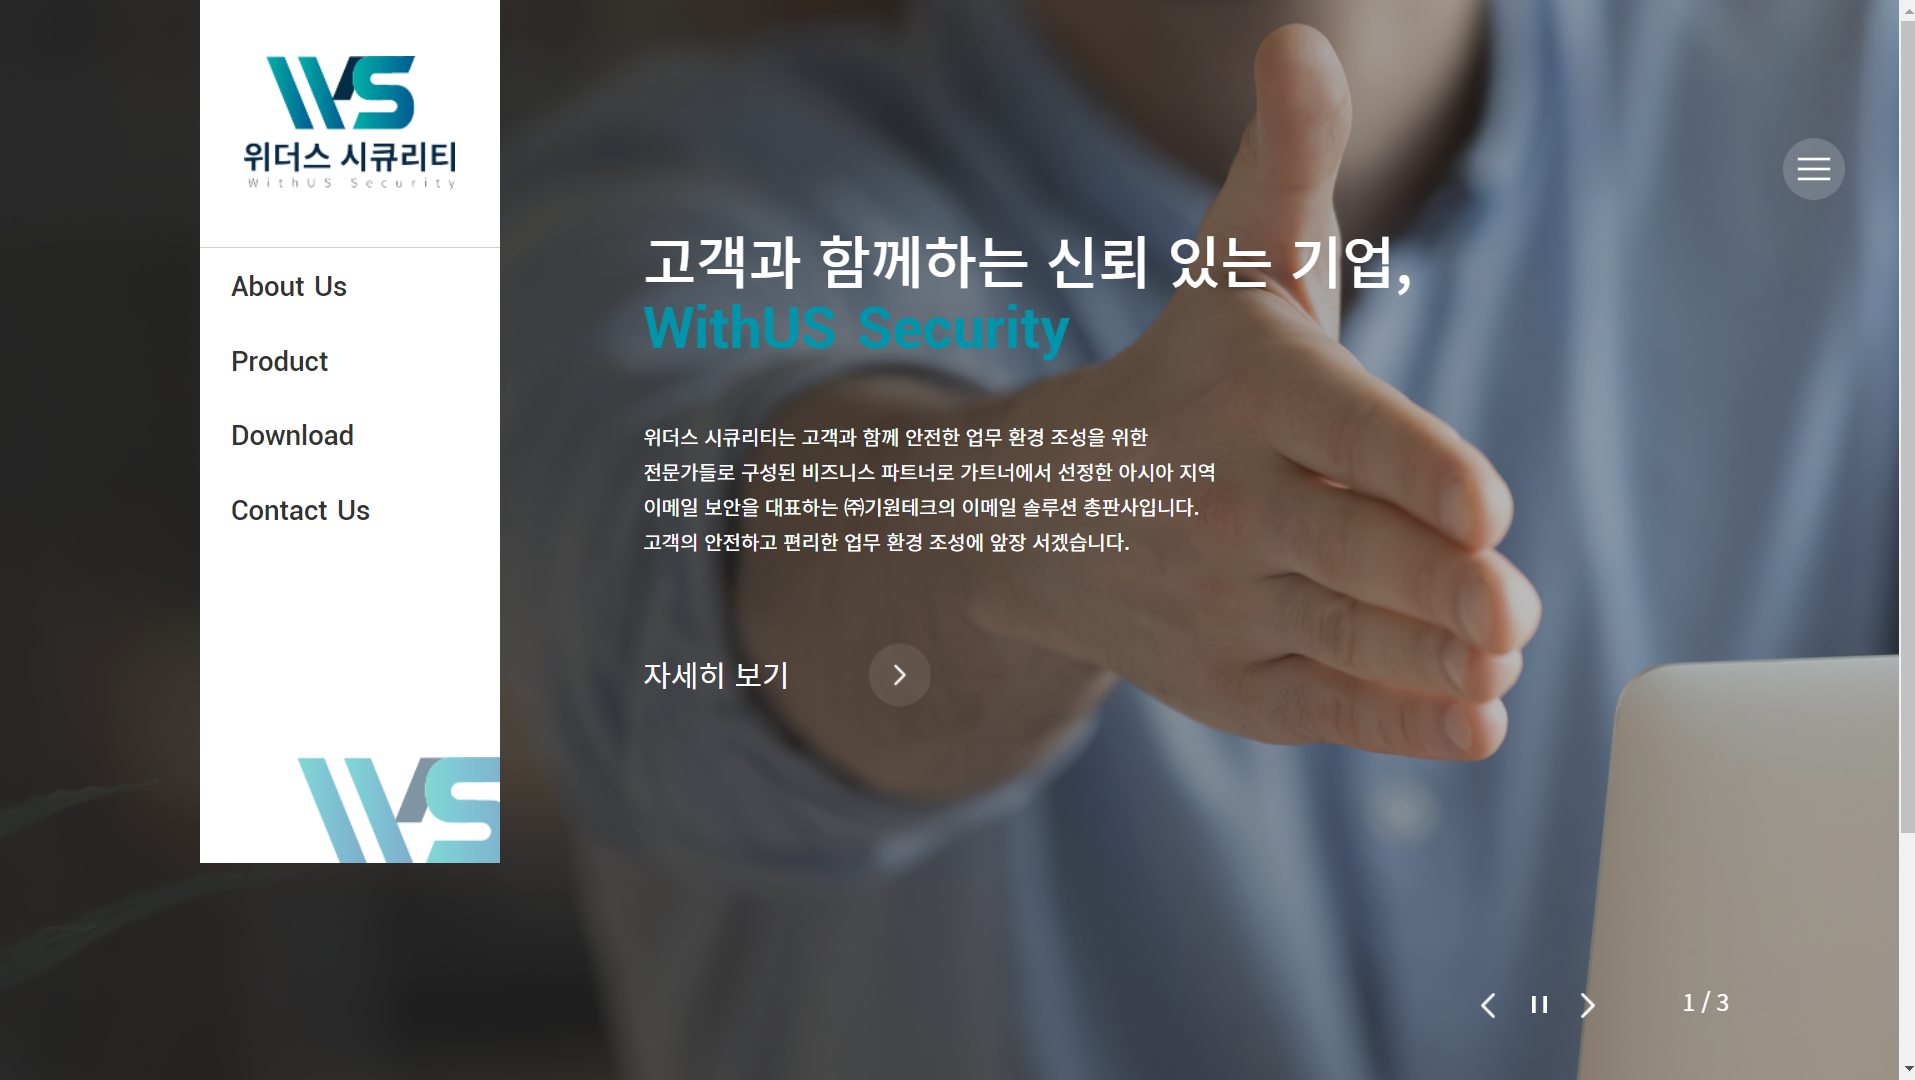 WS
위더스 시큐리티
WithUS Security
About Us
Product
Download
Contact Us
WS
고객과 함께하는 신뢰 있는 기업,
WithUS Security
위더스 시큐리티는 고객과 함께 안전한 업무 환경 조성을 위한
전문가들로 구성된 비즈니스 파트너로 가트너에서 선정한 아시아 지역
이메일 보안을 대표하는 ㈜기원테크의 이메일 솔루션 총판사입니다.
고객의 안전하고 편리한 업무 환경 조성에 앞장 서겠습니다.
자세히 보기
1 / 3